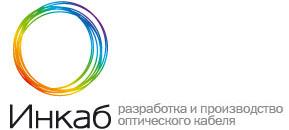 Инкаб
разработка и производство
оптического кабеля